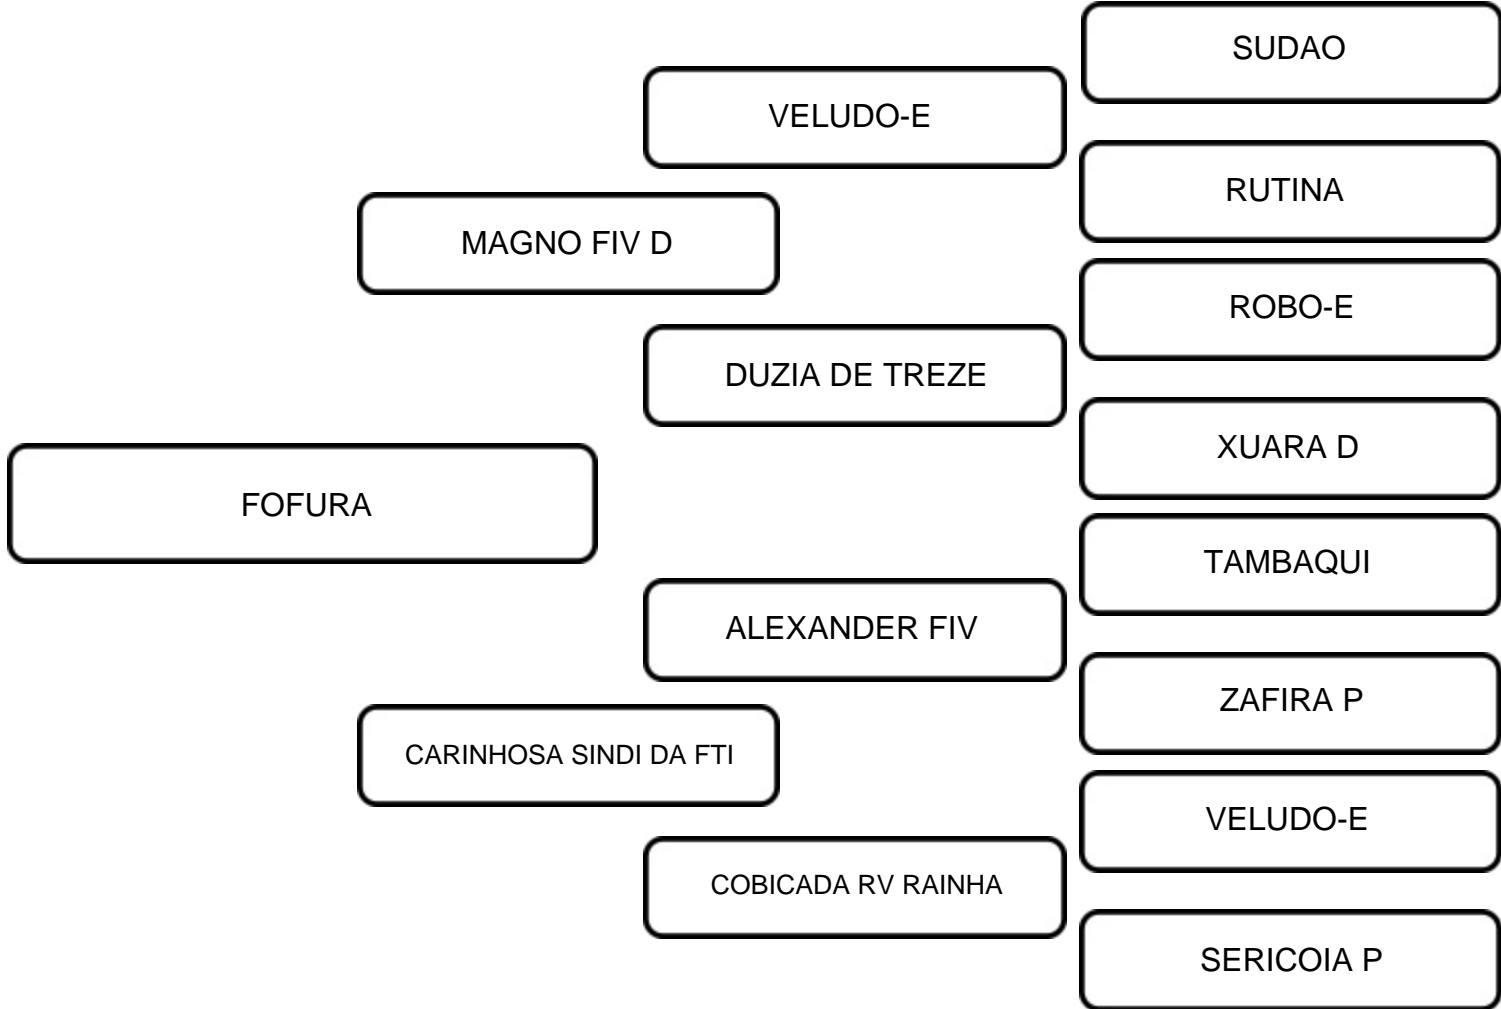 SUDAO
VELUDO-E
RUTINA
MAGNO FIV D
ROBO-E
DUZIA DE TREZE
XUARA D
FOFURA
TAMBAQUI
ALEXANDER FIV
ZAFIRA P
CARINHOSA SINDI DA FTI
VELUDO-E
COBICADA RV RAINHA
SERICOIA P